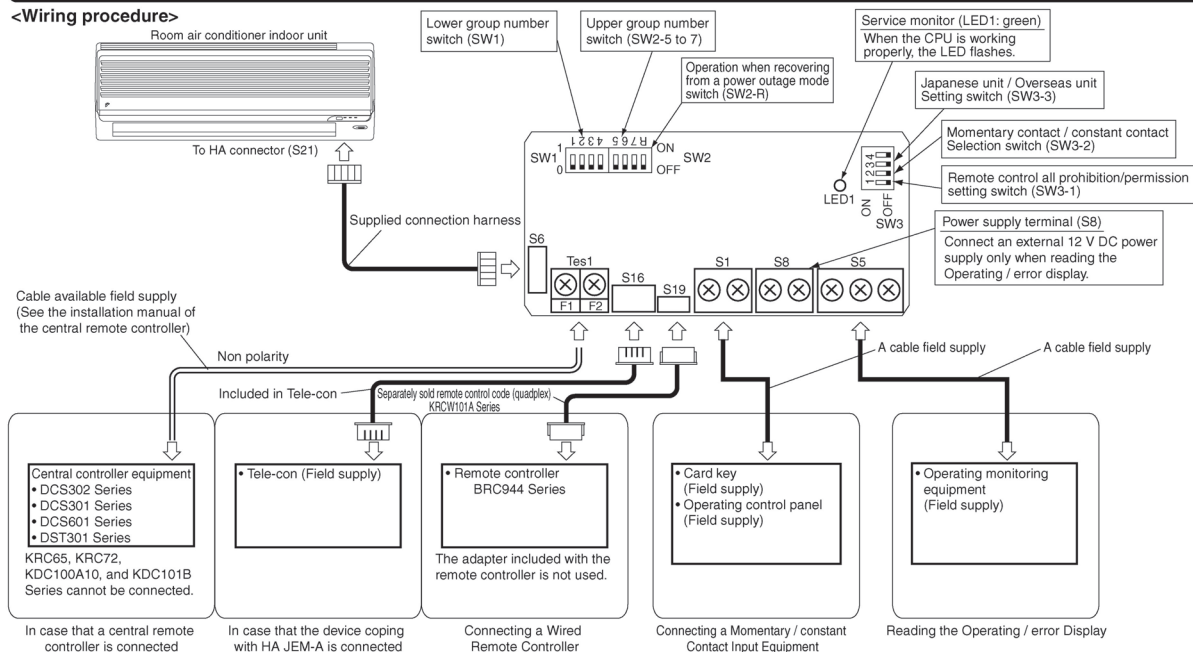 <Wiring procedure>
Room air conditioner indoor unit
To HA connector (S21)
Lower group number
switch (SW1)
Upper group number
switch (SW2-5 to 7)
Operation when recovering
from a power outage mode
switch (SW2-R)
Service monitor (LED1: green)
When the CPU is working
properly, the LED flashes.
Japanese unit / Overseas unit
Setting switch (SW3-3)
Momentary contact / constant contact
Selection switch (SW3-2)
Remote control all prohibition/permission
setting switch (SW3-1)
Power supply terminal (S8)
Connect an external 12 V DC power
supply only when reading the
Operating / error display.
4321 R765
1 ON
SW1 SW2
0 OFF
1 2 3 4
LED1
ON OFF
SW3
Supplied connection harness
S6
Tes1
F1 F2
S16
S19
S1
S8
S5
Cable available field supply
(See the installation manual of
the central remote controller)
Non polarity
Included in Tele-con
Separately sold remote control code (quadplex)
KRCW101A Series
A cable field supply
A cable field supply
Central controller equipment
• DCS302 Series
• DCS301 Series
• DCS601 Series
• DST301 Series
KRC65, KRC72,
KDC100A10, and KDC101B
Series cannot be connected.
In case that a central remote
controller is connected
• Tele-con (Field supply)
In case that the device coping
with HA JEM-A is connected
• Remote controller
BRC944 Series
The adapter included with the
remote controller is not used.
Connecting a Wired
Remote Controller
• Card key
(Field supply)
• Operating control panel
(Field supply)
Connecting a Momentary / constant
Contact Input Equipment
• Operating monitoring
equipment
(Field supply)
Reading the Operating / error Display